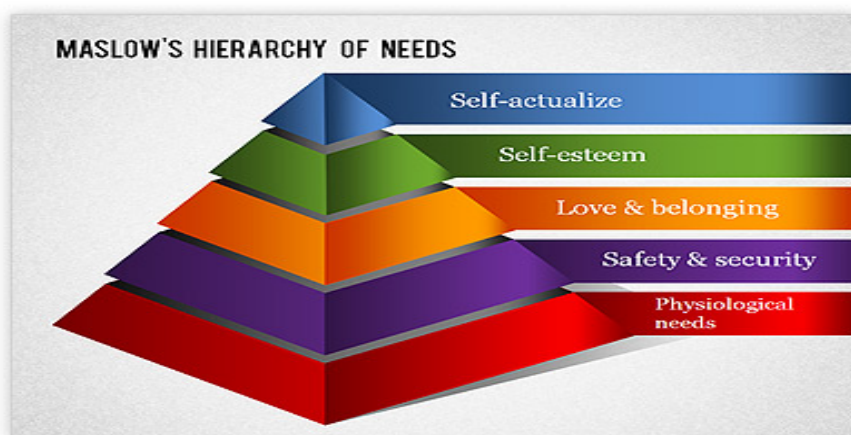 MASLOW'S HIERARCHY OF NEEDS
Self-actualize
Self-esteem
Love & belonging
Safety & security
Physiological
needs